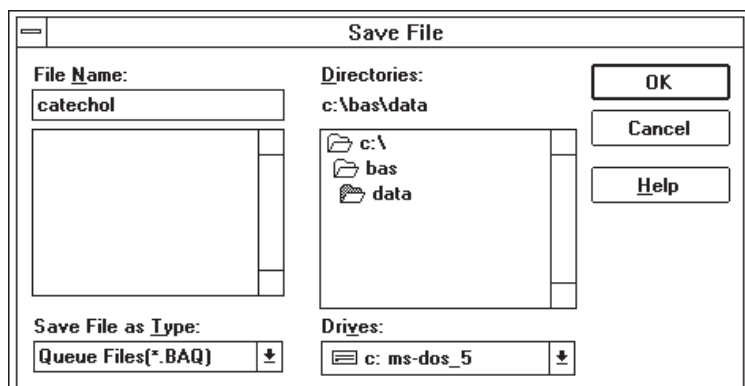 Save File
File Name:
catechol
Directories:
c:\bas\data
c:\
bas
data
OK
Cancel
Help
Save File as Type:
Queue Files(*.BAQ)
Drives:
c: ms-dos_5